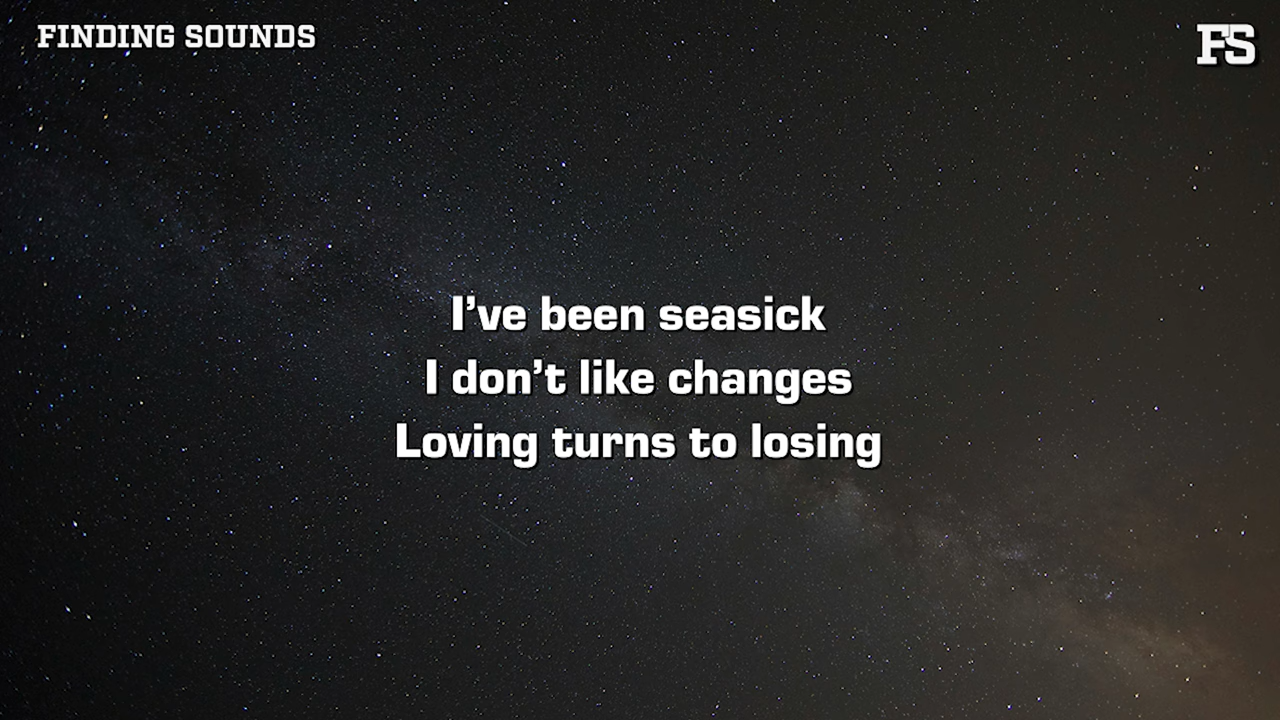 FINDING SOUNDS
FS
I’ve been seasick
I don’t like changes
Loving turns to losing